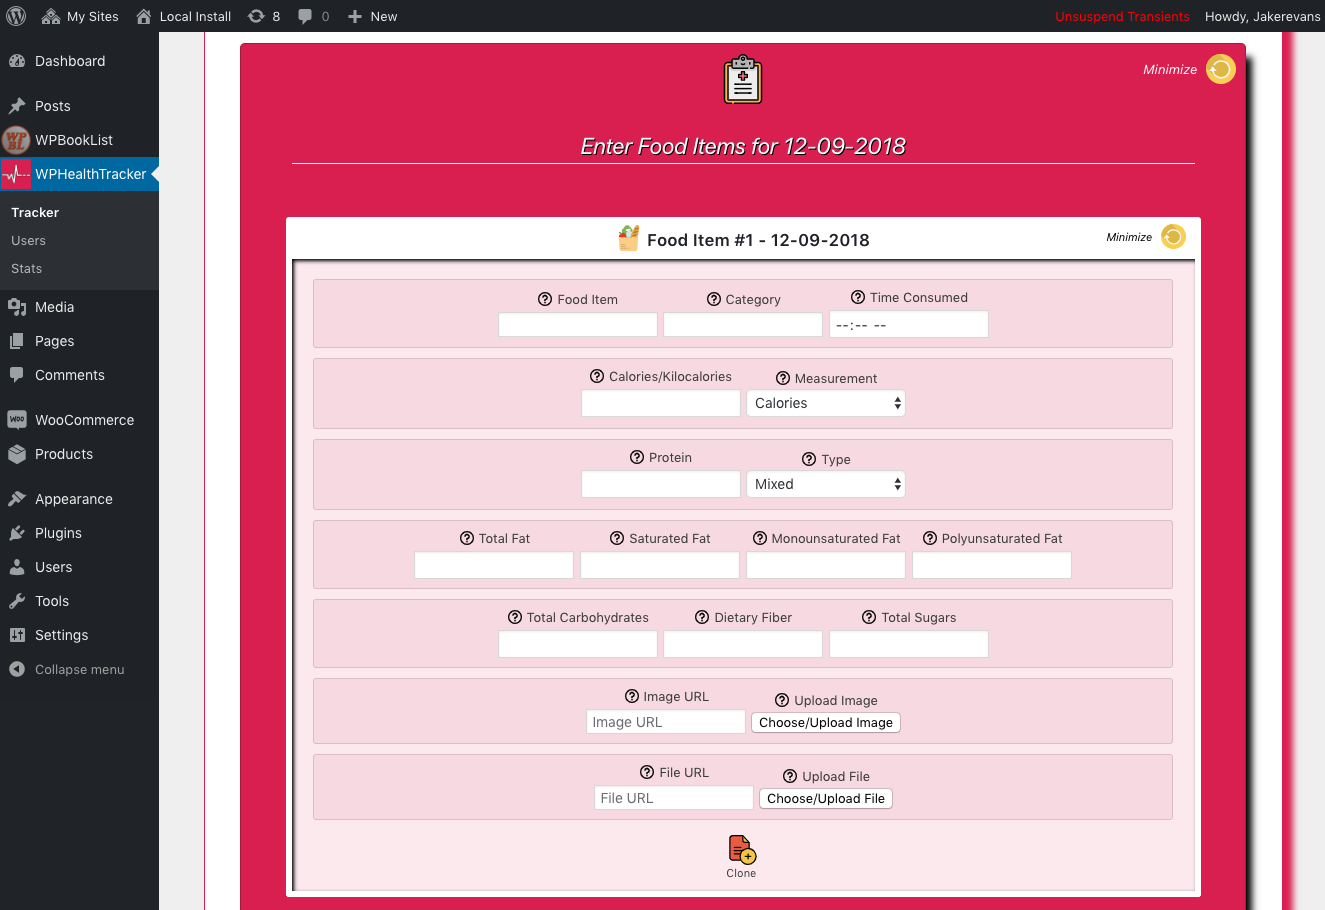 My Sites Local Install 8 0 New Unsuspend Transients Howdy, Jakerevans
Dashboard
Posts
WPBL WPBookList
WPHealthTracker
Tracker
Users
Stats
Media
Pages
Comments
Woo WooCommerce
Products
Appearance
Plugins
Users
Tools
Settings
Collapse menu
Minimize
Enter Food Items for 12-09-2018
Food Item #1 - 12-09-2018
Minimize
Food Item Category Time Consumed
--:-- --
Calories/Kilocalories Measurement
Calories
Protein Type
Mixed
Total Fat Saturated Fat Monounsaturated Fat Polyunsaturated Fat
Total Carbohydrates Dietary Fiber Total Sugars
Image URL Upload Image
Image URL Choose/Upload Image
File URL Upload File
File URL Choose/Upload File
Clone